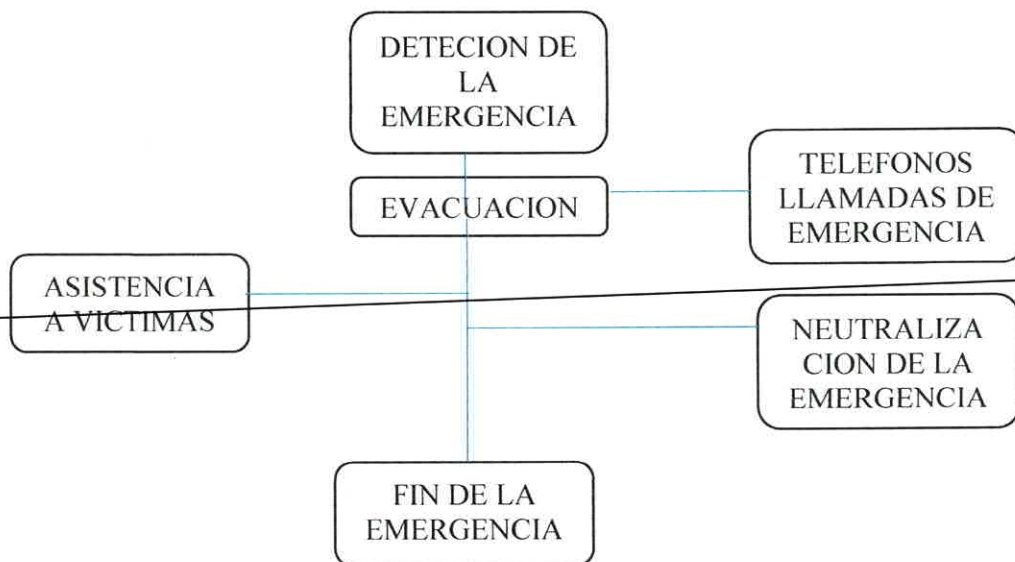 DETECION DE
LA
EMERGENCIA
EVACUACION
TELEFONOS
LLAMADAS DE
EMERGENCIA
ASISTENCIA
A VICTIMAS
NEUTRALIZA
CION DE LA
EMERGENCIA
FIN DE LA
EMERGENCIA